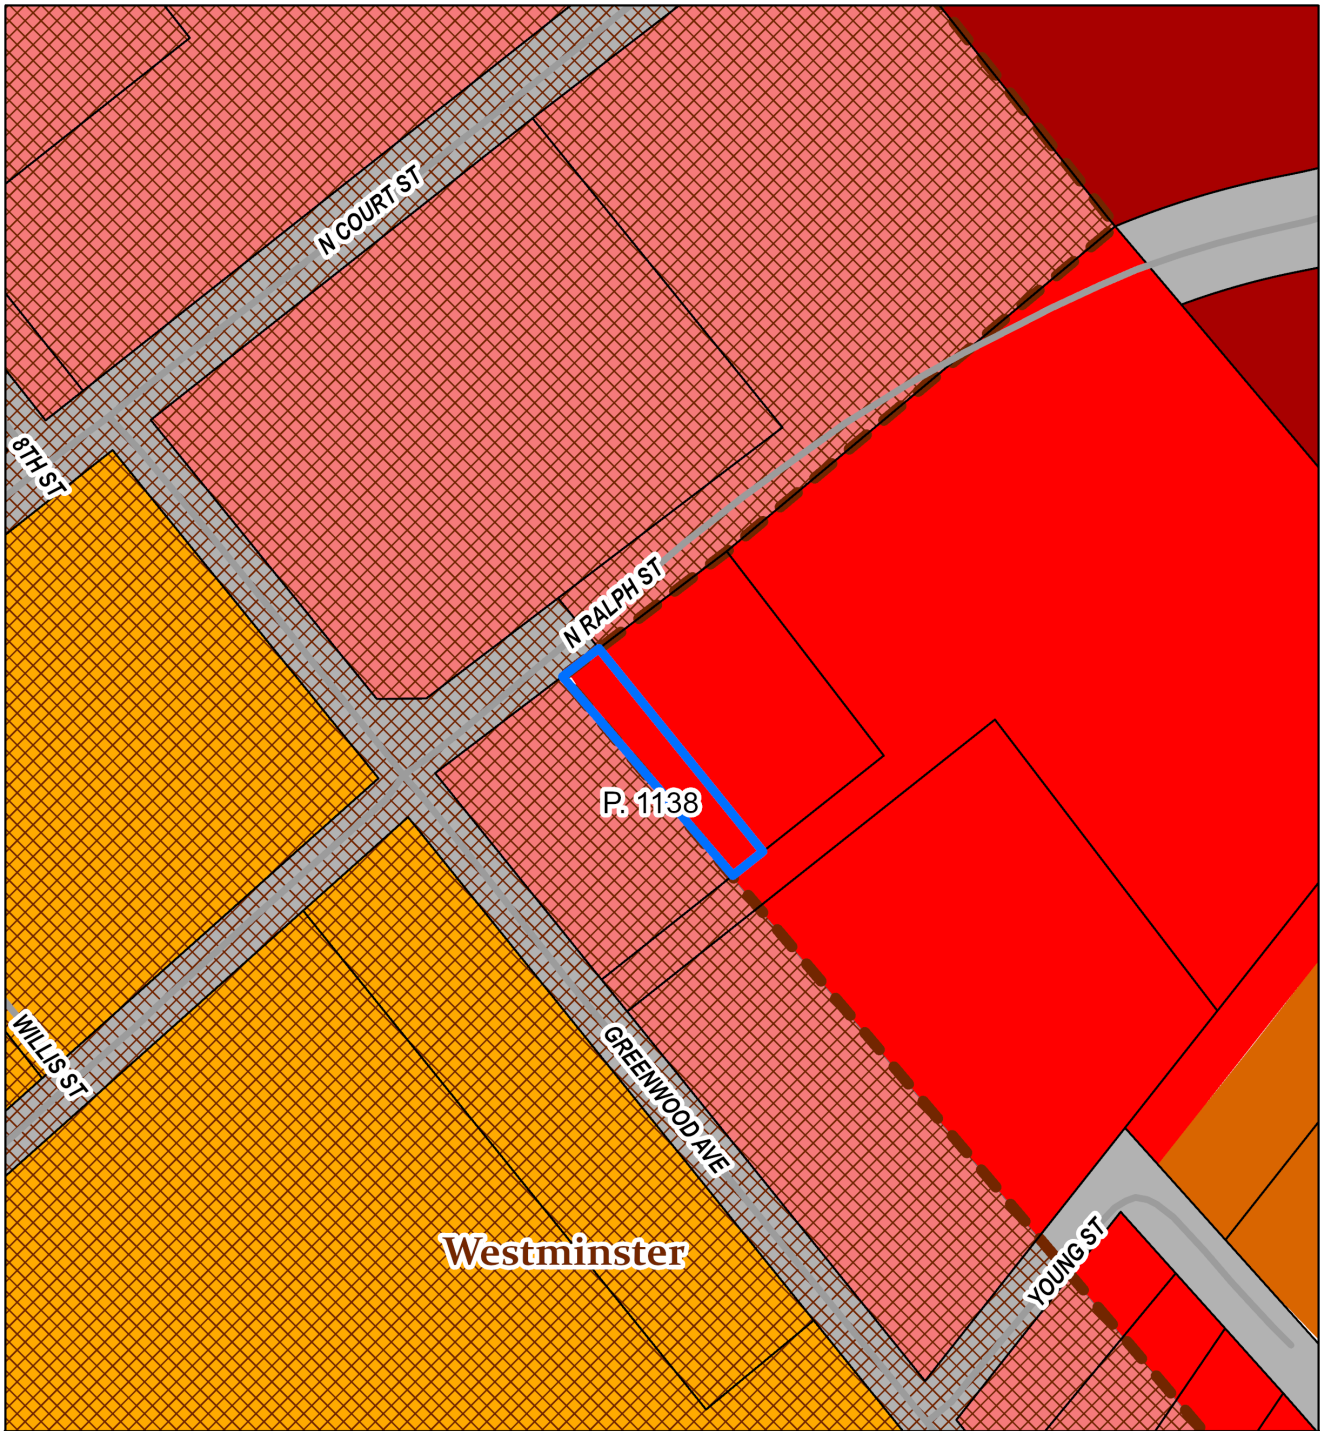 N COURT ST
8TH ST
N RALPH ST
P. 1138
WILLIS ST
GREENWOOD AVE
Westminster
YOUNG ST